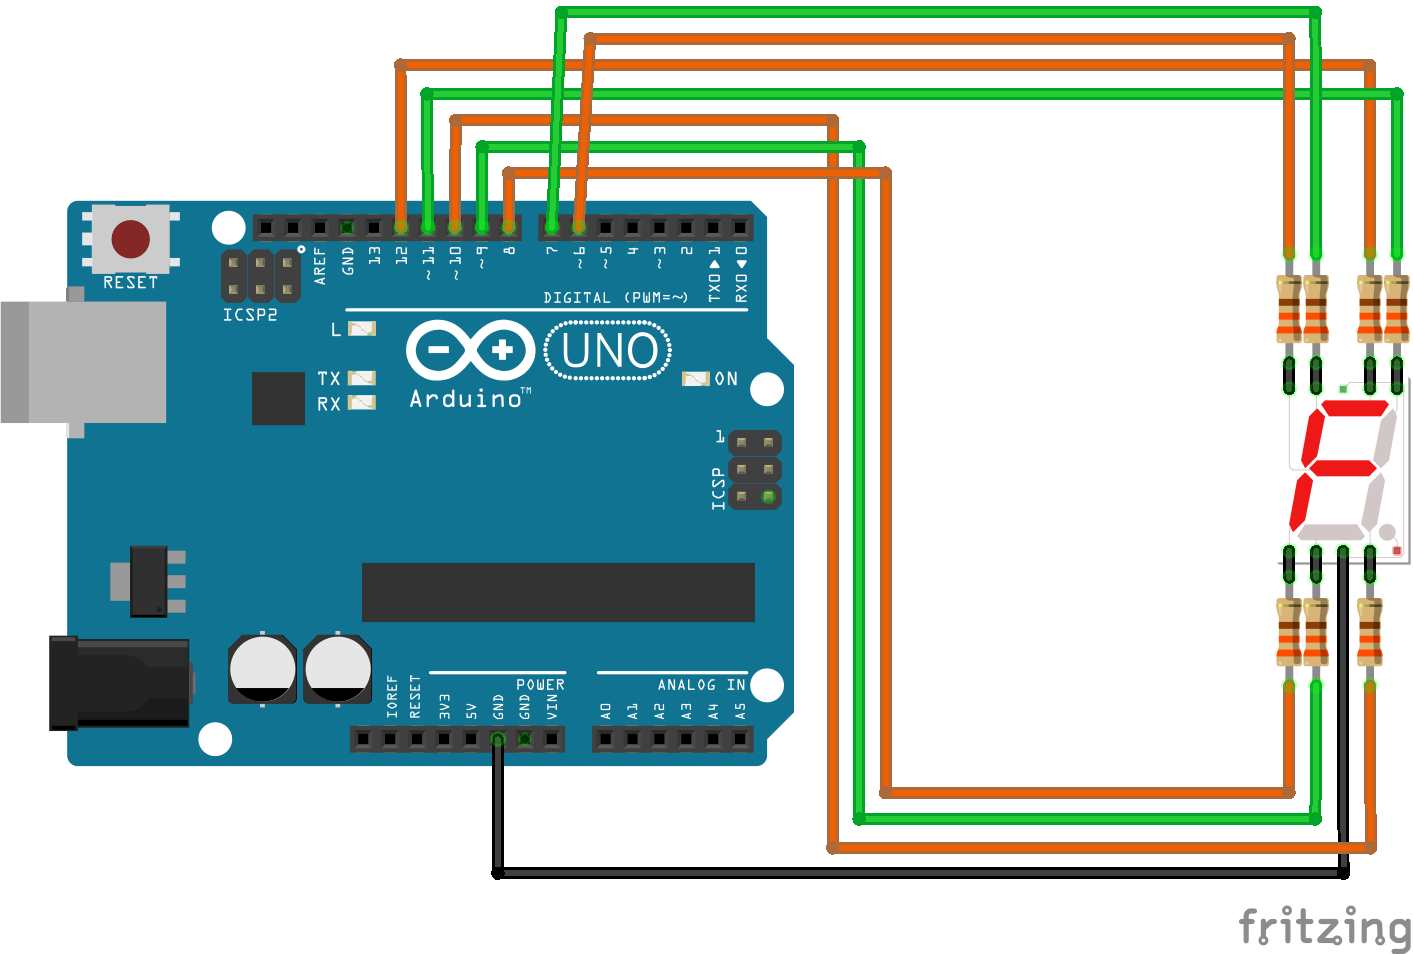 RESET
ICSP2
AREF
GND
13
12
~11
~10
~9
8
7
~6
~5
4
~3
2
TX0▶1
RX0◀0
DIGITAL (PWM=~)
L
TX
RX
Arduino™
UNO
ON
1
ICSP
IOREF
RESET
3V3
5V
GND
GND
VIN
POWER
ANALOG IN
A0
A1
A2
A3
A4
A5
fritzing